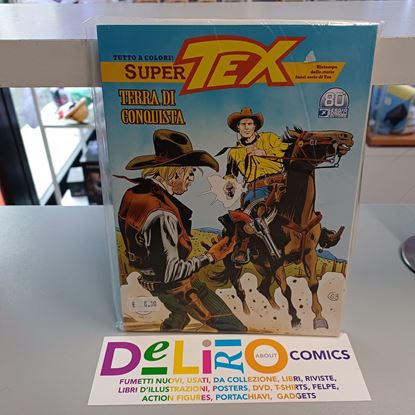 TUTTO A COLORI!
SUPER TEX
Ristampa
delle storie
fuori serie di Tex
TERRA DI
CONQUISTA
80
DELIRIO ABOUT COMICS
FUMETTI NUOVI, USATI, DA COLLEZIONE, LIBRI, RIVISTE,
LIBRI D'ILLUSTRAZIONI, POSTERS, DVD, T-SHIRTS, FELPE,
ACTION FIGURES, PORTACHIAVI, GADGETS